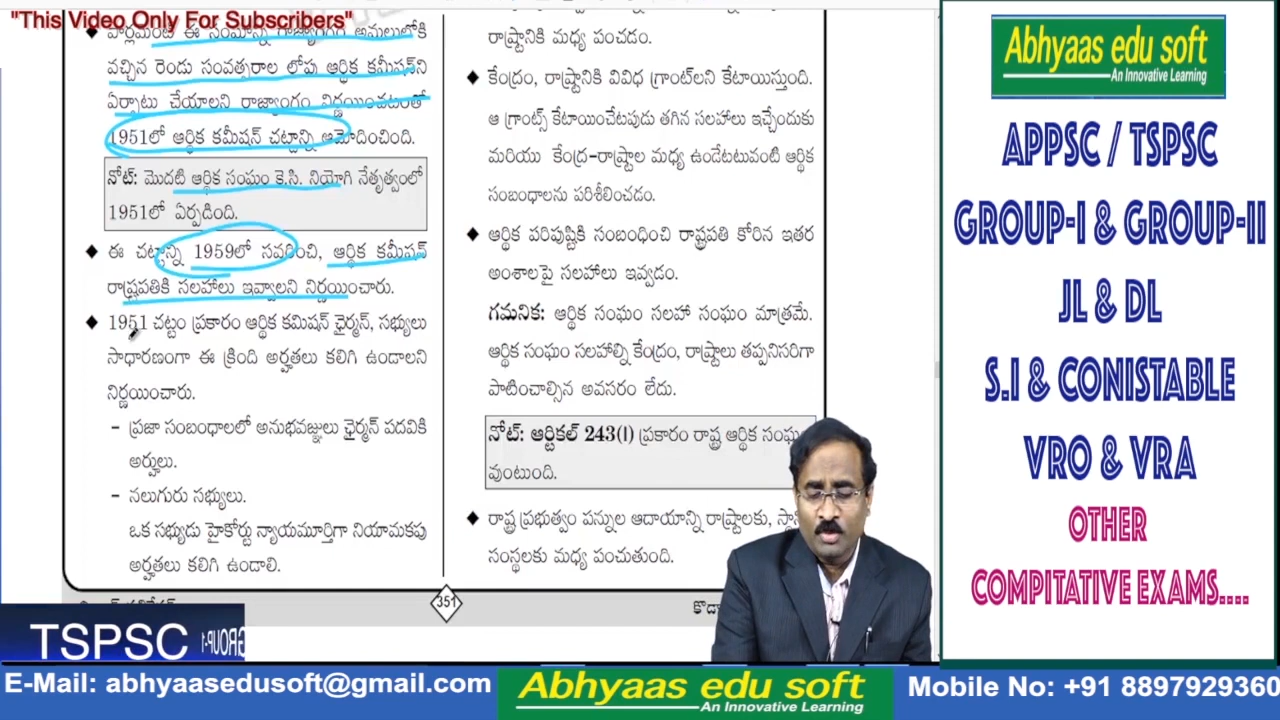 "This Video Only For Subscribers"
వచ్చిన రెండు సంవత్సరాల లోపు ఆర్థిక కమీషన్‌ని
ఏర్పాటు చేయాలని రాజ్యాంగం నిర్ణయించటంతో
1951లో ఆర్థిక కమీషన్ చట్టాన్ని ఆమోదించింది.
నోట్: మొదటి ఆర్థిక సంఘం కె.సి. నియోగి నేతృత్వంలో
1951లో ఏర్పడింది.
◆ ఈ చట్టాన్ని 1959లో సవరించి, ఆర్థిక కమీషన్
రాష్ట్రపతికి సలహాలు ఇవ్వాలని నిర్ణయించారు.
◆ 1951 చట్టం ప్రకారం ఆర్థిక కమిషన్ ఛైర్మన్, సభ్యులు
సాధారణంగా ఈ క్రింది అర్హతలు కలిగి ఉండాలని
నిర్ణయించారు.
- ప్రజా సంబంధాలలో అనుభవజ్ఞులు ఛైర్మన్ పదవికి
అర్హులు.
- నలుగురు సభ్యులు.
ఒక సభ్యుడు హైకోర్టు న్యాయమూర్తిగా నియామకపు
అర్హతలు కలిగి ఉండాలి.
రాష్ట్రానికి మధ్య పంచడం.
◆ కేంద్రం, రాష్ట్రానికి వివిధ గ్రాంట్‌లని కేటాయిస్తుంది.
ఆ గ్రాంట్స్ కేటాయించేటపుడు తగిన సలహాలు ఇచ్చేందుకు
మరియు కేంద్ర-రాష్ట్రాల మధ్య ఉండేటటువంటి ఆర్థిక
సంబంధాలను పరిశీలించడం.
◆ ఆర్థిక పరిపుష్టికి సంబంధించి రాష్ట్రపతి కోరిన ఇతర
అంశాలపై సలహాలు ఇవ్వడం.
గమనిక: ఆర్థిక సంఘం సలహా సంఘం మాత్రమే.
ఆర్థిక సంఘం సలహాల్ని కేంద్రం, రాష్ట్రాలు తప్పనిసరిగా
పాటించాల్సిన అవసరం లేదు.
నోట్: ఆర్టికల్ 243(I) ప్రకారం రాష్ట్ర ఆర్థిక
వుంటుంది.
◆ రాష్ట్ర ప్రభుత్వం పన్నుల ఆదాయాన్ని రాష్ట్రాలకు,
సంస్థలకు మధ్య పంచుతుంది.
351
TSPSC GROUP-1
Abhyaas edu soft
An Innovative Learning
APPSC / TSPSC
GROUP-I & GROUP-II
JL & DL
S.I & CONISTABLE
VRO & VRA
OTHER
COMPITATIVE EXAMS....
E-Mail: abhyaasedusoft@gmail.com
Abhyaas edu soft
An Innovative Learning
Mobile No: +91 8897929360